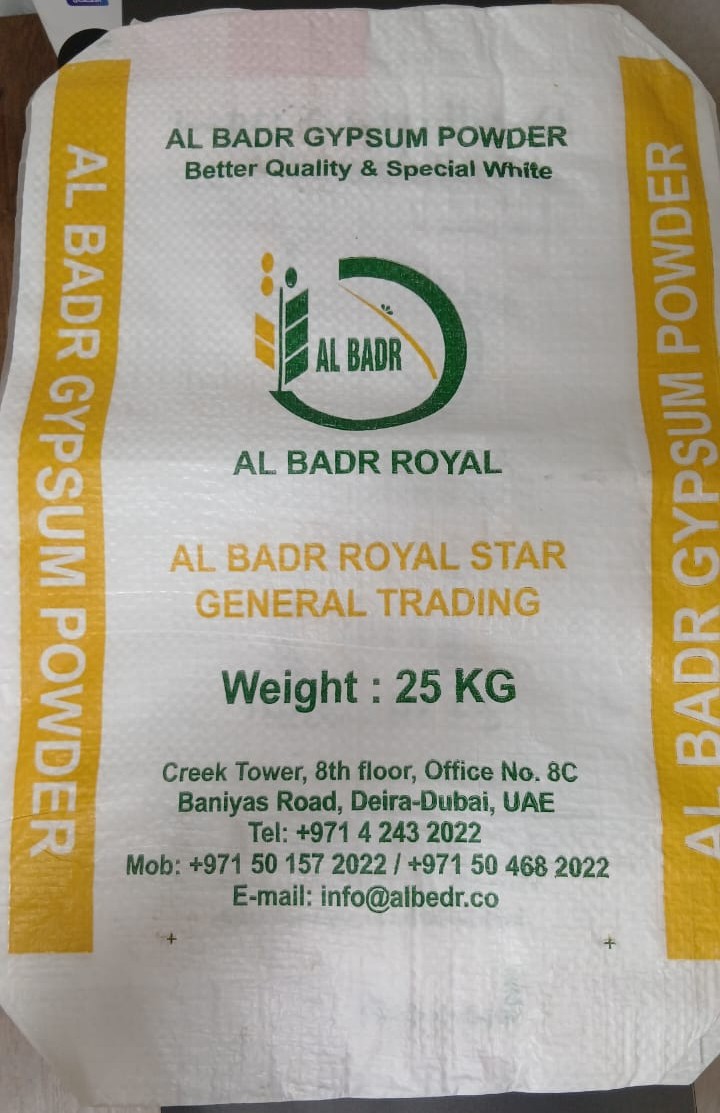 AL BADR GYPSUM POWDER
Better Quality & Special White
AL BADR GYPSUM POWDER
AL BADR GYPSUM POWDER
AL BADR
AL BADR ROYAL
AL BADR ROYAL STAR
GENERAL TRADING
Weight : 25 KG
Creek Tower, 8th floor, Office No. 8C
Baniyas Road, Deira-Dubai, UAE
Tel: +971 4 243 2022
Mob: +971 50 157 2022 / +971 50 468 2022
E-mail: info@albedr.co